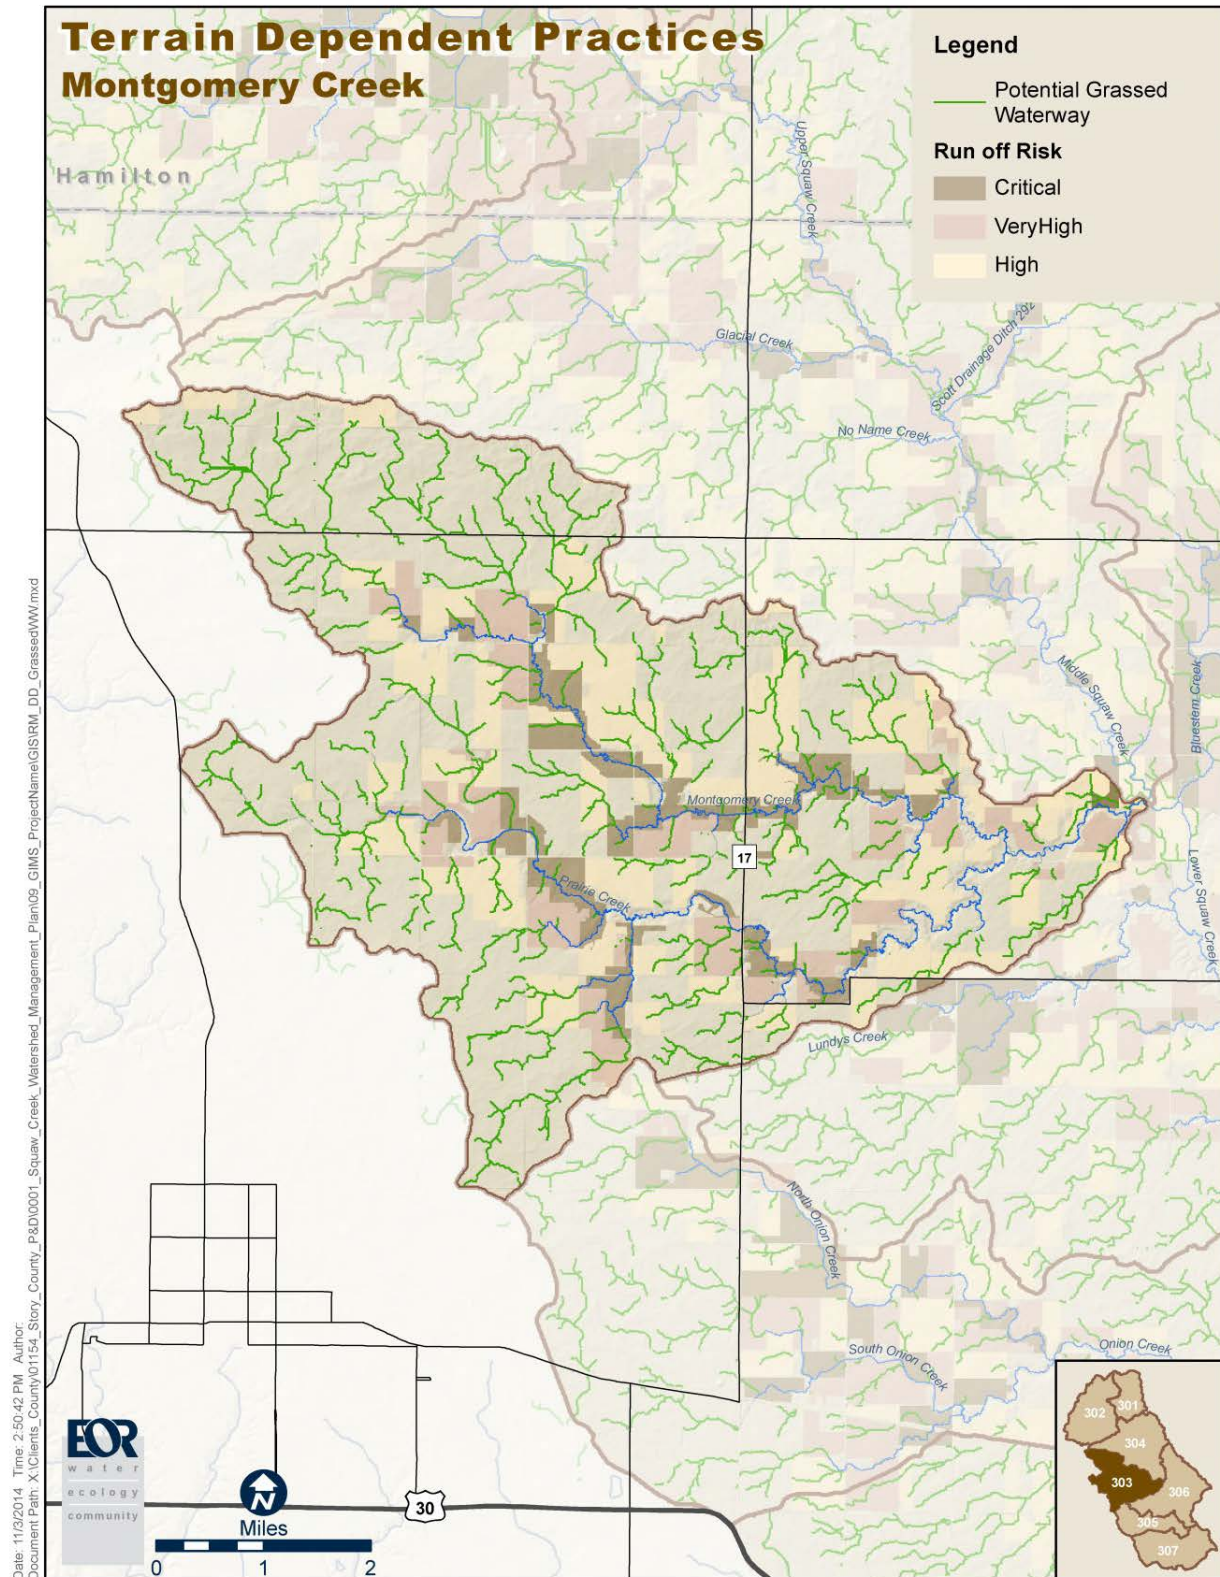 Terrain Dependent Practices
Montgomery Creek
Legend
Potential Grassed
Waterway
Run off Risk
Critical
VeryHigh
High
Hamilton
Upper Squaw Creek
Glacial Creek
Scott Drainage Ditch 292
No Name Creek
Middle Squaw Creek
Bluestem Creek
Montgomery Creek
17
Prairie Creek
Lower Squaw Creek
Lundys Creek
North Onion Creek
South Onion Creek
Onion Creek
302
301
304
303
306
305
307
EOR
water
ecology
community
N
Miles
0 1 2
30
Date: 11/3/2014 Time: 2:50:42 PM Author:
Document Path: X:\Clients_County\01154_Story_County_P&D\0001_Squaw_Creek_Watershed_Management_Plan\09_GIMS_ProjectName\GIS\RM_DD_GrassedWW.mxd